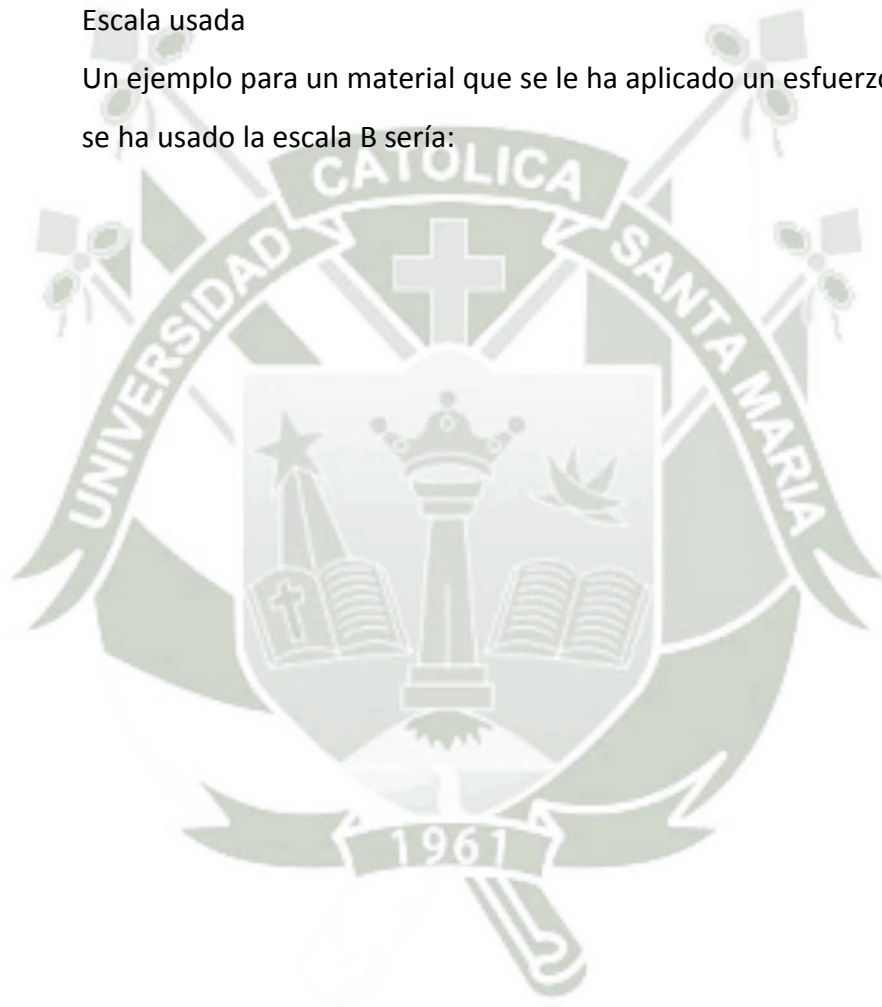 Escala usada
Un ejemplo para un material que se le ha aplicado un esfuerzo
se ha usado la escala B sería:
CATOLICA
UNIVERSIDAD
SANTA MARIA
1961